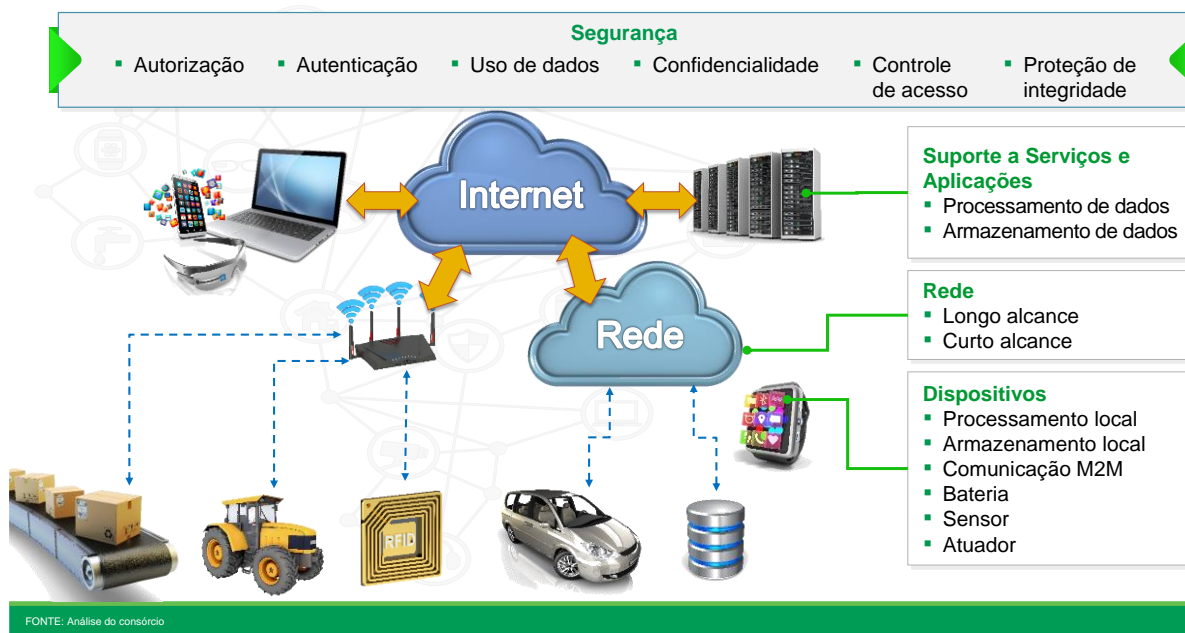 Segurança
▪ Autorização ▪ Autenticação ▪ Uso de dados ▪ Confidencialidade ▪ Controle de acesso ▪ Proteção de integridade
Internet
Rede
RFID
Suporte a Serviços e
Aplicações
▪ Processamento de dados
▪ Armazenamento de dados
Rede
▪ Longo alcance
▪ Curto alcance
Dispositivos
▪ Processamento local
▪ Armazenamento local
▪ Comunicação M2M
▪ Bateria
▪ Sensor
▪ Atuador
FONTE: Análise do consórcio